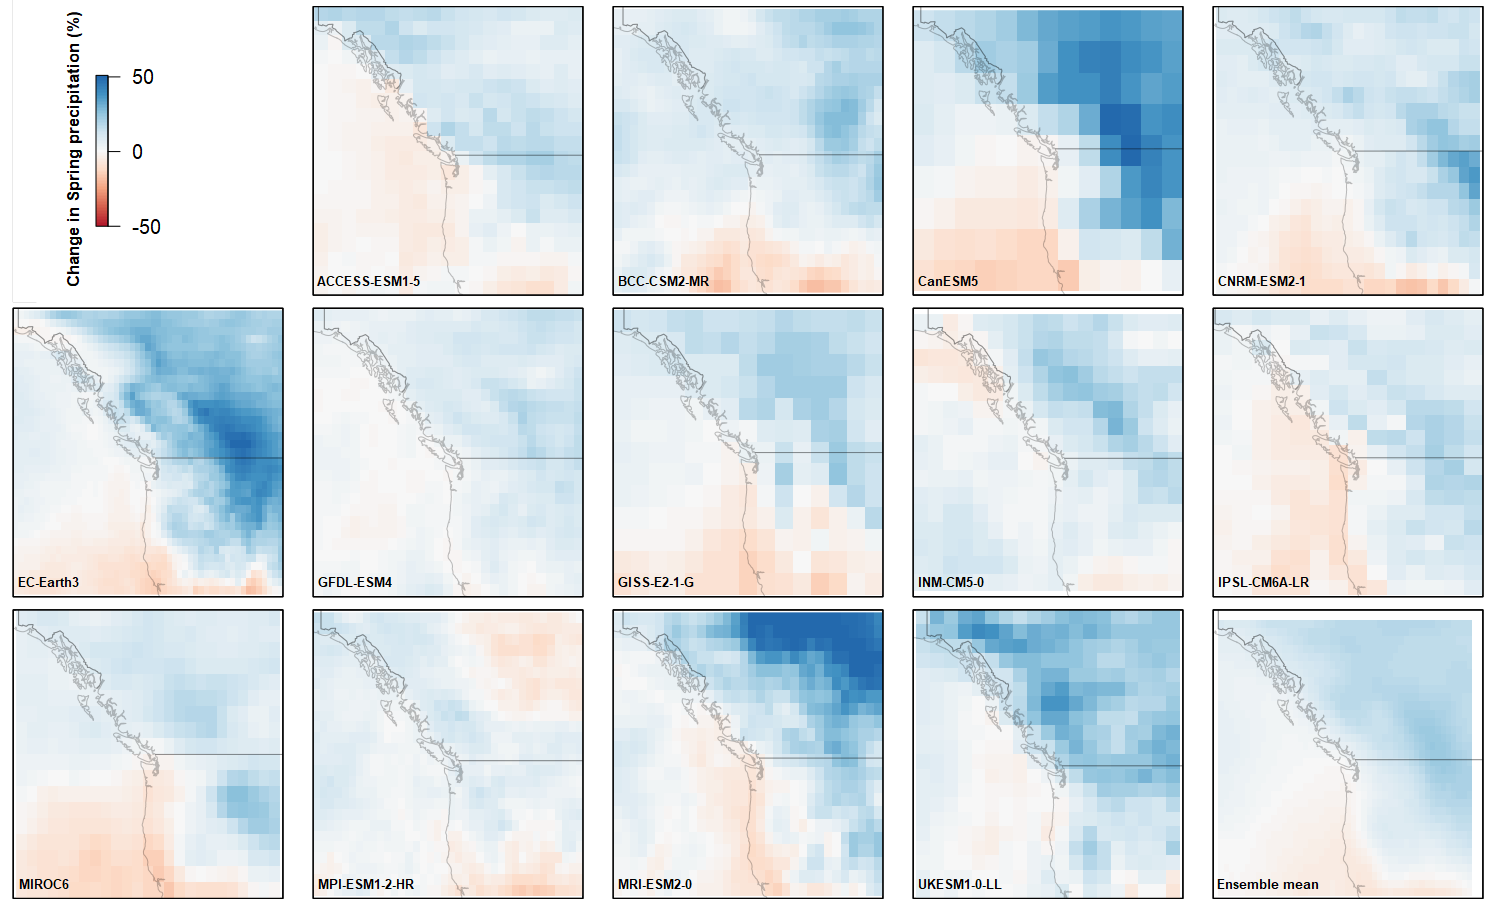 Change in Spring precipitation (%)
50
0
-50
ACCESS-ESM1-5
BCC-CSM2-MR
CanESM5
CNRM-ESM2-1
EC-Earth3
GFDL-ESM4
GISS-E2-1-G
INM-CM5-0
IPSL-CM6A-LR
MIROC6
MPI-ESM1-2-HR
MRI-ESM2-0
UKESM1-0-LL
Ensemble mean